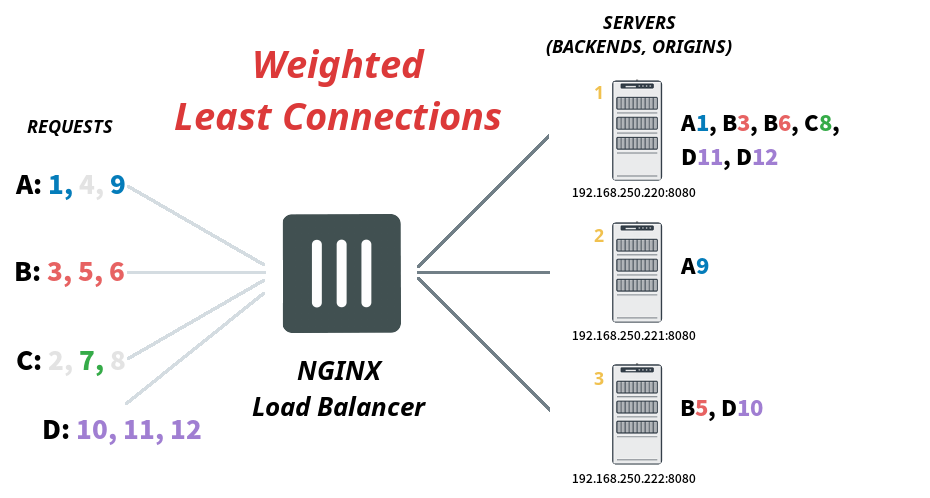 SERVERS
(BACKENDS, ORIGINS)
Weighted
Least Connections
REQUESTS
A: 1, 4, 9
B: 3, 5, 6
C: 2, 7, 8
D: 10, 11, 12
NGINX
Load Balancer
1
A1, B3, B6, C8,
D11, D12
192.168.250.220:8080
2
A9
192.168.250.221:8080
3
B5, D10
192.168.250.222:8080